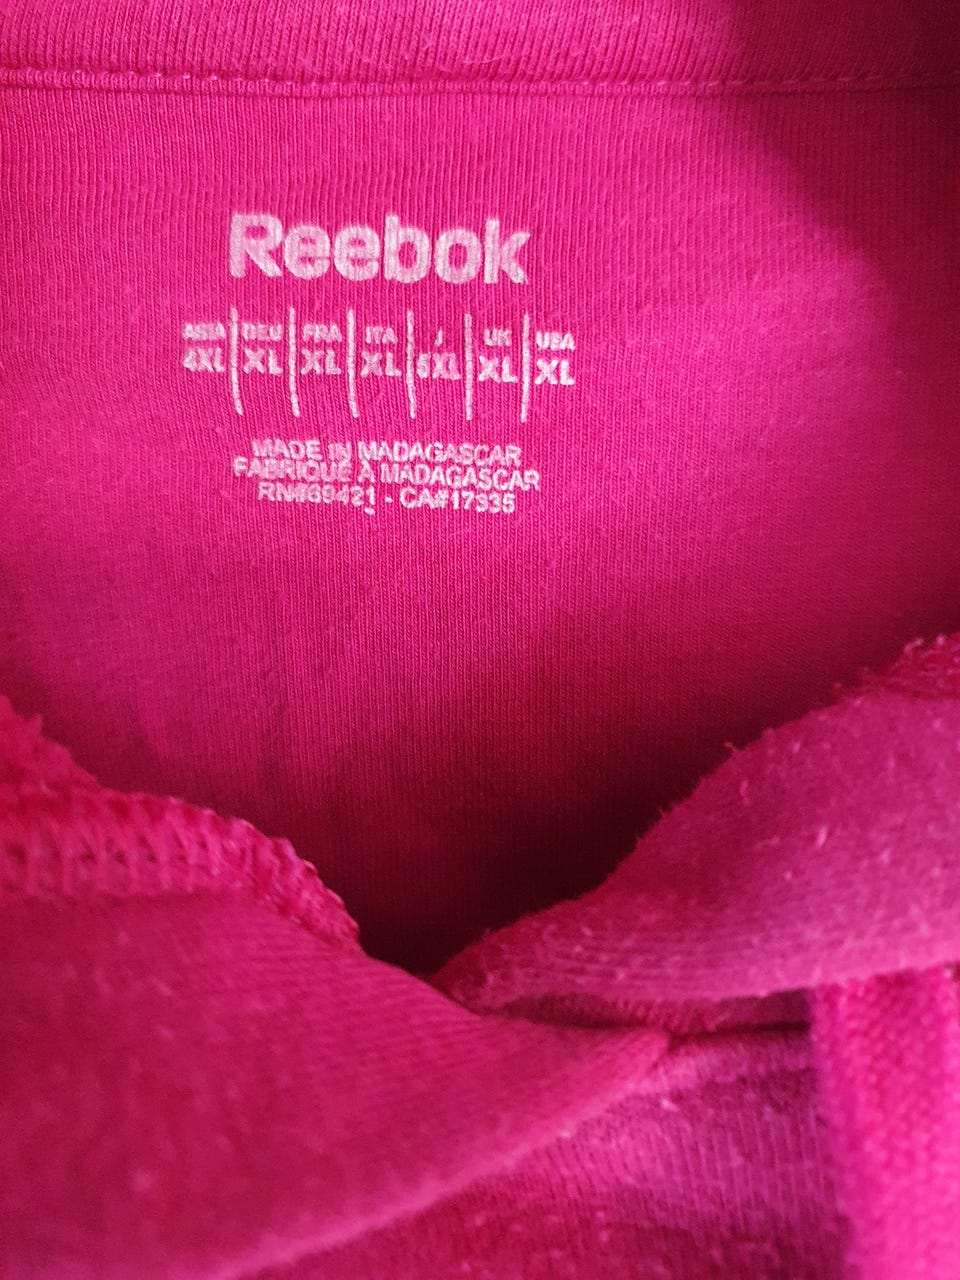 Reebok
ASIA DEU FRA ITA J UK USA
4XL XL XL XL 5XL XL XL
MADE IN MADAGASCAR
FABRIQUÉ À MADAGASCAR
RN#69421 - CA#17335